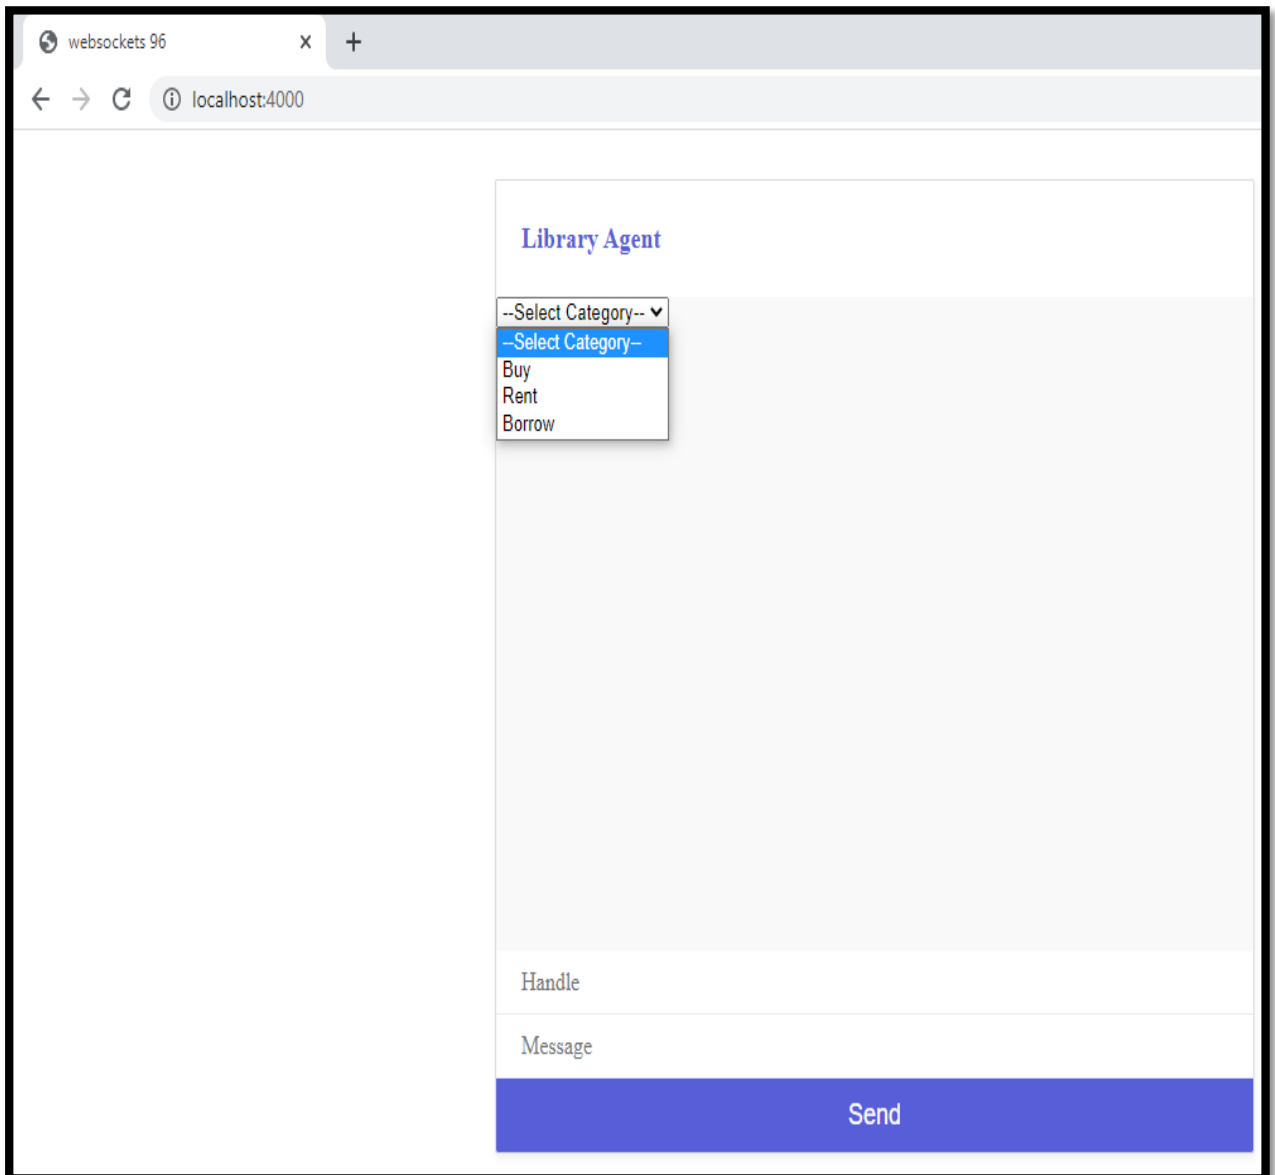 websockets 96
localhost:4000
Library Agent
--Select Category--
--Select Category--
Buy
Rent
Borrow
Handle
Message
Send